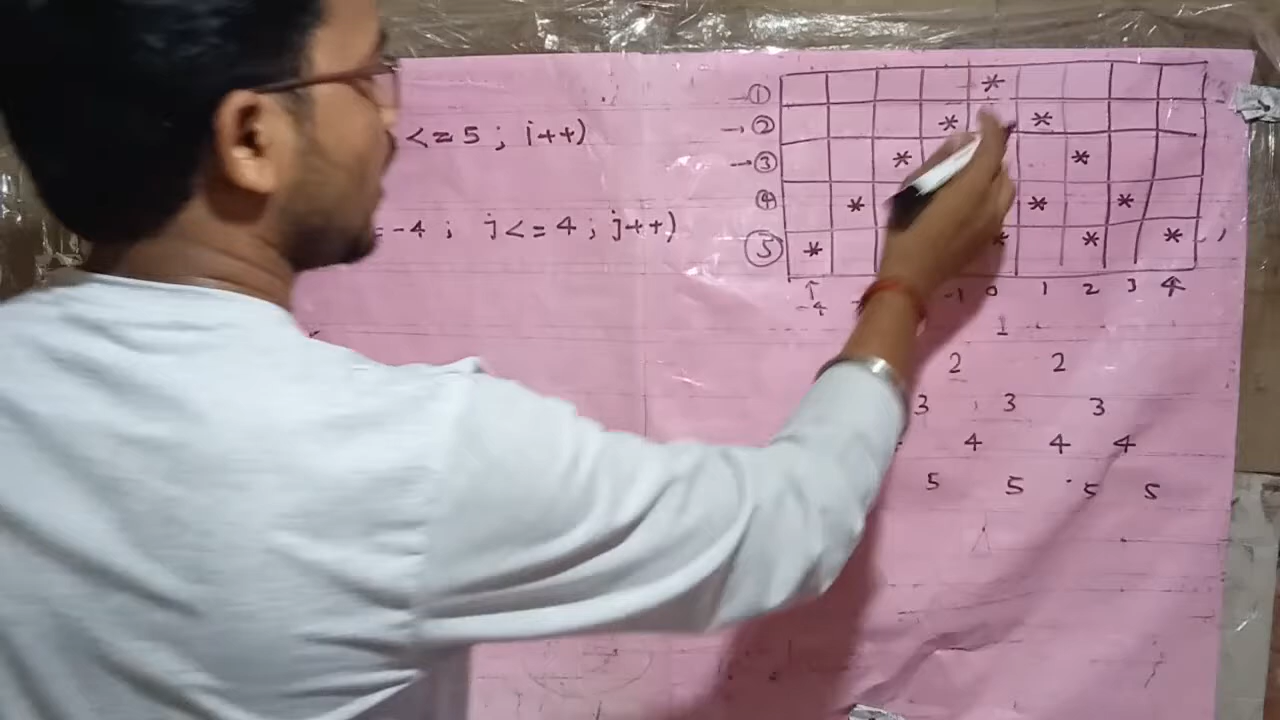 <= 5 ; i++)
= -4 ; j <= 4 ; j++)
→ ① *
→ ② * *
→ ③ * *
④ * * *
⑤ * * * *
-4 -1 0 1 2 3 4
1
2 2
3 3 3
4 4 4
5 5 5 5